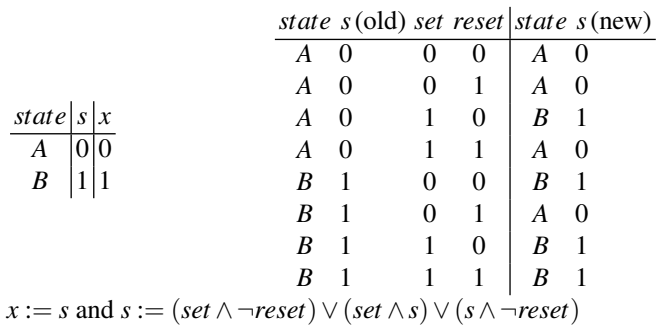 state s (old) set reset state s (new)
A 0 0 0 A 0
A 0 0 1 A 0
A 0 1 0 B 1
A 0 1 1 A 0
B 1 0 0 B 1
B 1 0 1 A 0
B 1 1 0 B 1
B 1 1 1 B 1
state s x
A 0 0
B 1 1
x := s and s := (set ∧ ¬reset) ∨ (set ∧ s) ∨ (s ∧ ¬reset)